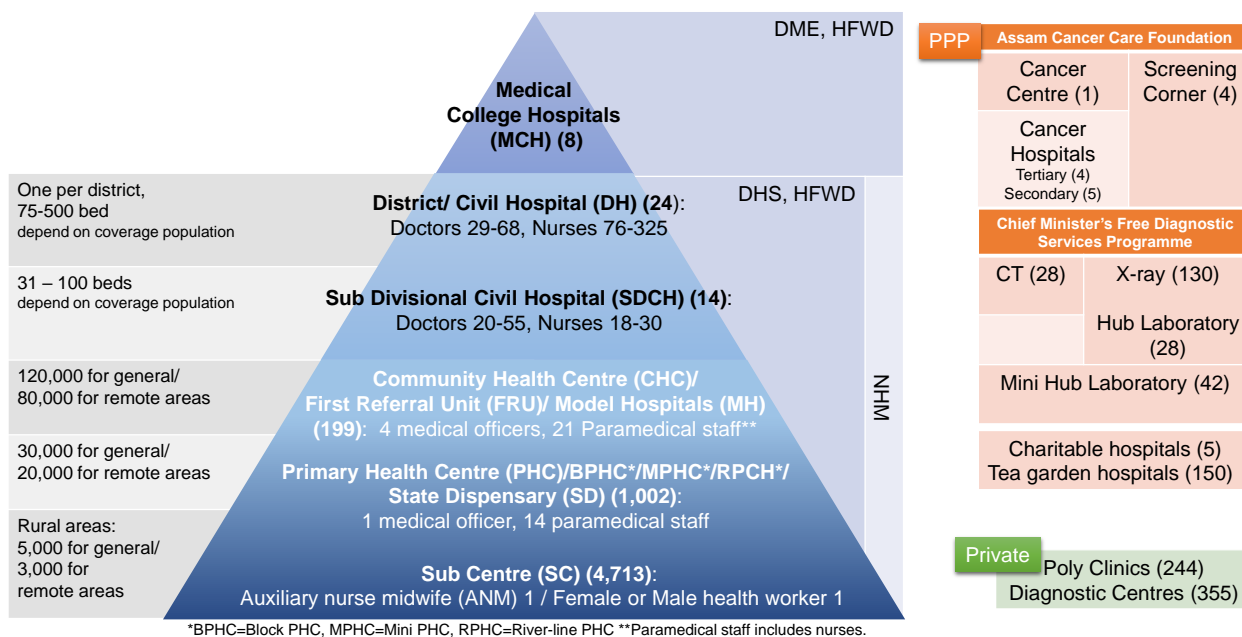 DME, HFWD
Medical
College Hospitals
(MCH) (8)
One per district,
75-500 bed
depend on coverage population
DHS, HFWD
District/ Civil Hospital (DH) (24):
Doctors 29-68, Nurses 76-325
31 – 100 beds
depend on coverage population
Sub Divisional Civil Hospital (SDCH) (14):
Doctors 20-55, Nurses 18-30
120,000 for general/
80,000 for remote areas
Community Health Centre (CHC)/
First Referral Unit (FRU)/ Model Hospitals (MH)
(199): 4 medical officers, 21 Paramedical staff**
NHM
30,000 for general/
20,000 for remote areas
Primary Health Centre (PHC)/BPHC*/MPHC*/RPCH*/
State Dispensary (SD) (1,002):
1 medical officer, 14 paramedical staff
Rural areas:
5,000 for general/
3,000 for
remote areas
Sub Centre (SC) (4,713):
Auxiliary nurse midwife (ANM) 1 / Female or Male health worker 1
*BPHC=Block PHC, MPHC=Mini PHC, RPHC=River-line PHC **Paramedical staff includes nurses.
PPP
Assam Cancer Care Foundation
Cancer
Centre (1)
Screening
Corner (4)
Cancer
Hospitals
Tertiary (4)
Secondary (5)
Chief Minister's Free Diagnostic
Services Programme
CT (28)
X-ray (130)
Hub Laboratory
(28)
Mini Hub Laboratory (42)
Charitable hospitals (5)
Tea garden hospitals (150)
Private
Poly Clinics (244)
Diagnostic Centres (355)